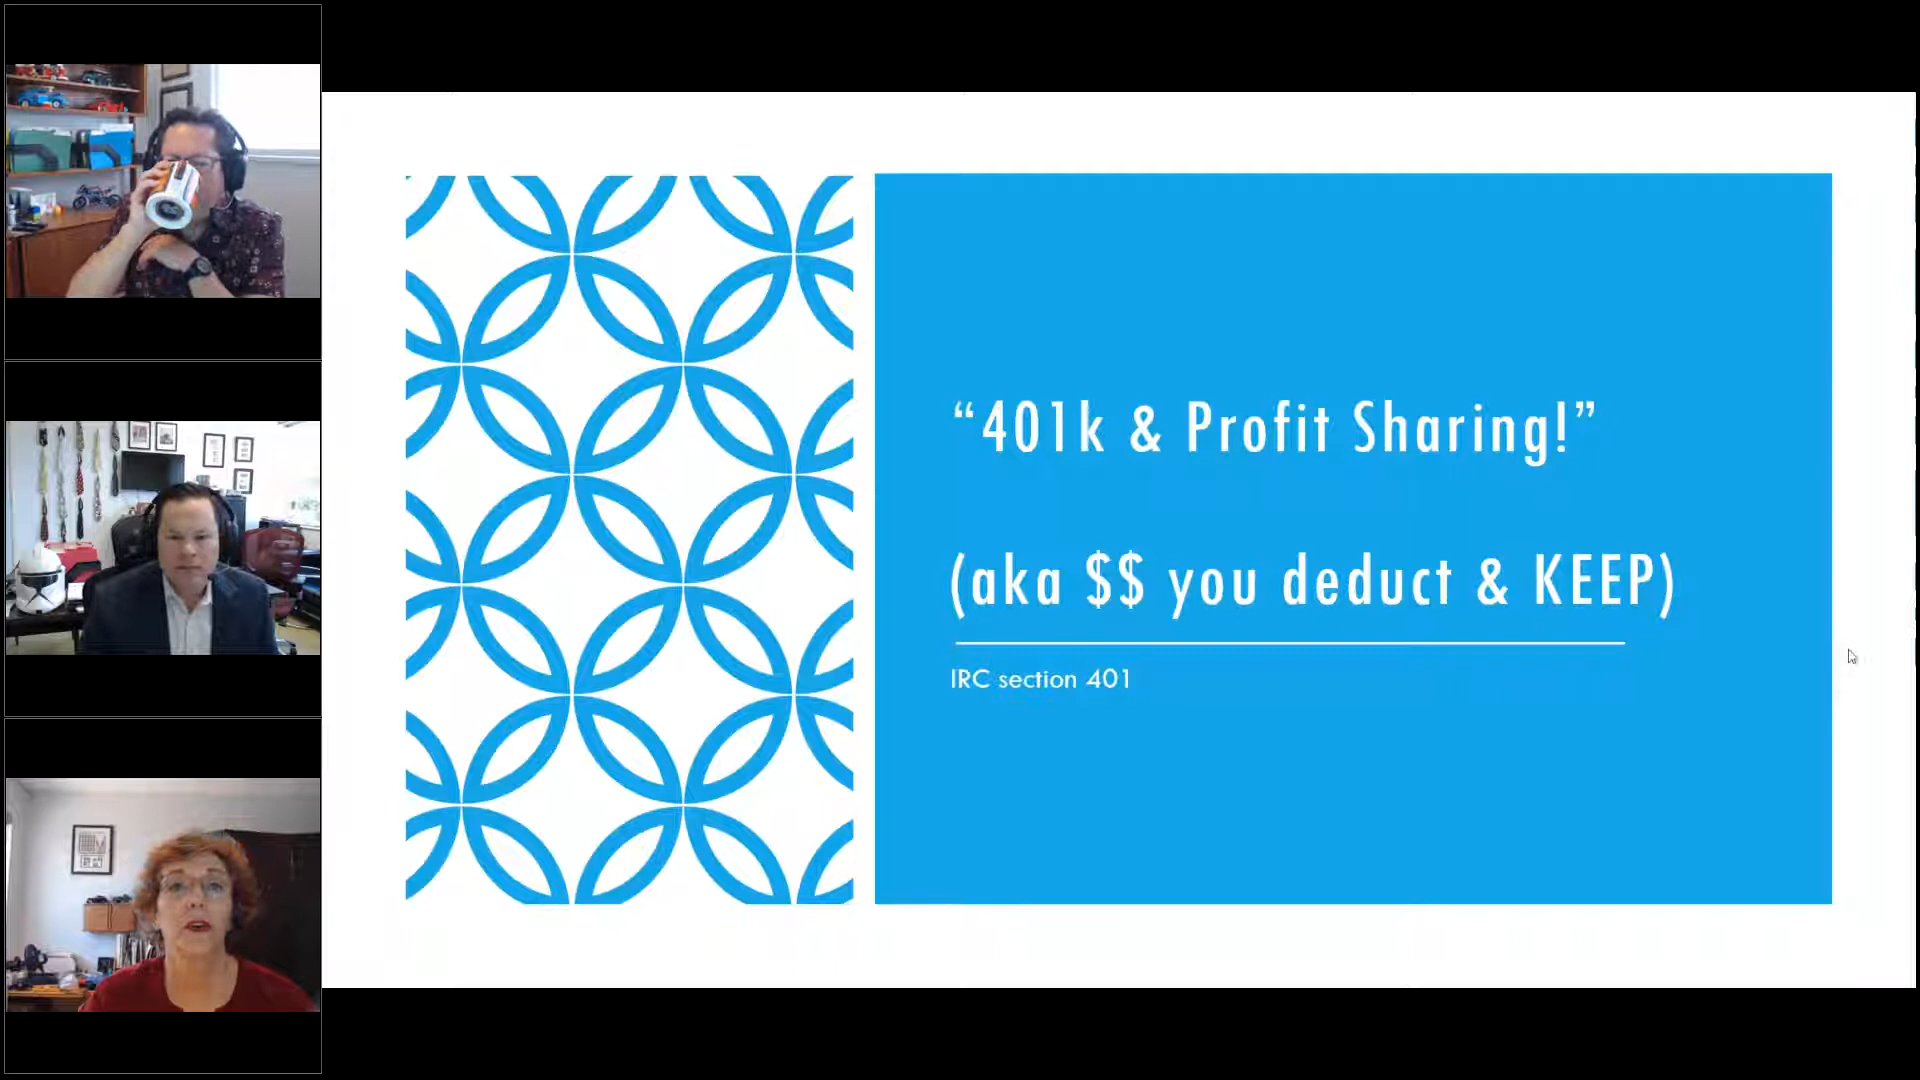 “401k & Profit Sharing!”
(aka $$ you deduct & KEEP)
IRC section 401